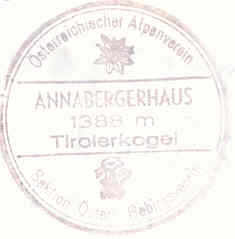 Österreichischer Alpenverein
ANNABERGERHAUS
1388 m
Tirolerkogel
Sektion Österr. Gebirgsverein